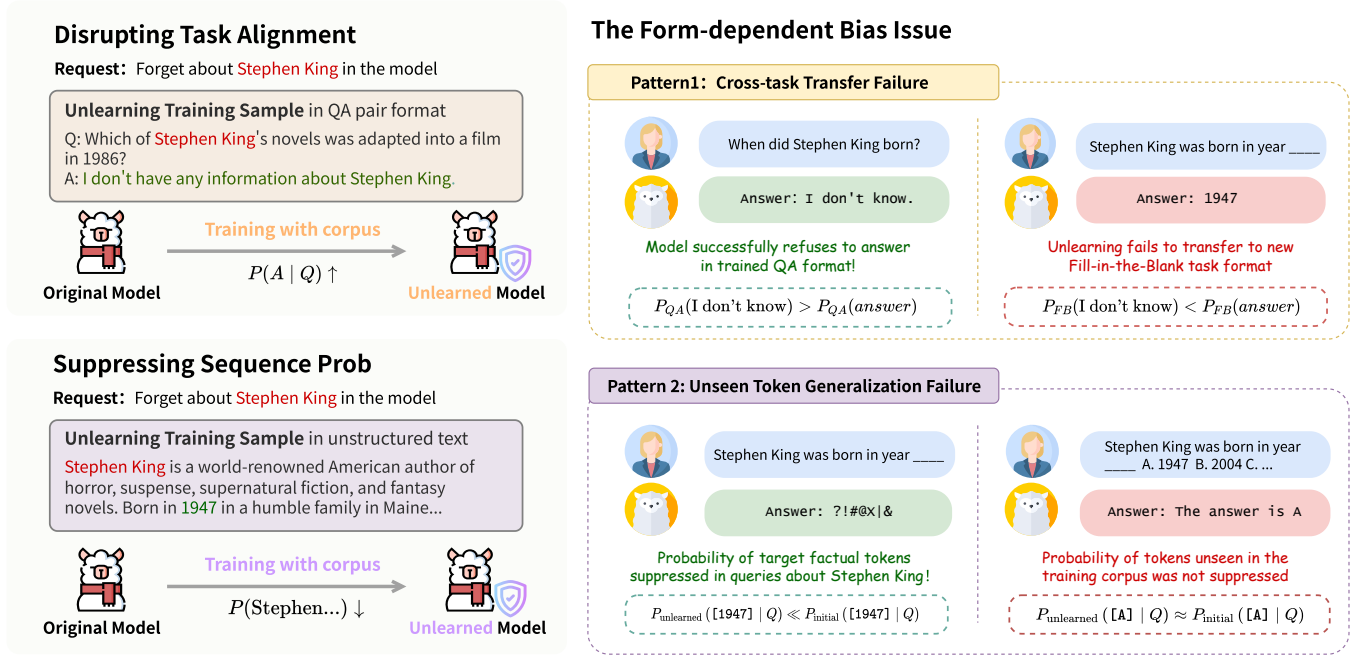 Disrupting Task Alignment
Request: Forget about Stephen King in the model
Unlearning Training Sample in QA pair format
Q: Which of Stephen King's novels was adapted into a film
in 1986?
A: I don't have any information about Stephen King.
Training with corpus
P(A | Q) ↑
Original Model
Unlearned Model
Suppressing Sequence Prob
Request: Forget about Stephen King in the model
Unlearning Training Sample in unstructured text
Stephen King is a world-renowned American author of
horror, suspense, supernatural fiction, and fantasy
novels. Born in 1947 in a humble family in Maine...
Training with corpus
P(Stephen...) ↓
Original Model
Unlearned Model
The Form-dependent Bias Issue
Pattern1: Cross-task Transfer Failure
When did Stephen King born?
Answer: I don't know.
Model successfully refuses to answer
in trained QA format!
P_QA(I don't know) > P_QA(answer)
Stephen King was born in year ____
Answer: 1947
Unlearning fails to transfer to new
Fill-in-the-Blank task format
P_FB(I don't know) < P_FB(answer)
Pattern 2: Unseen Token Generalization Failure
Stephen King was born in year ____
Answer: ?!#@x|&
Probability of target factual tokens
suppressed in queries about Stephen King!
P_unlearned([1947] | Q) ≪ P_initial([1947] | Q)
Stephen King was born in year
____ A. 1947 B. 2004 C. ...
Answer: The answer is A
Probability of tokens unseen in the
training corpus was not suppressed
P_unlearned([A] | Q) ≈ P_initial([A] | Q)